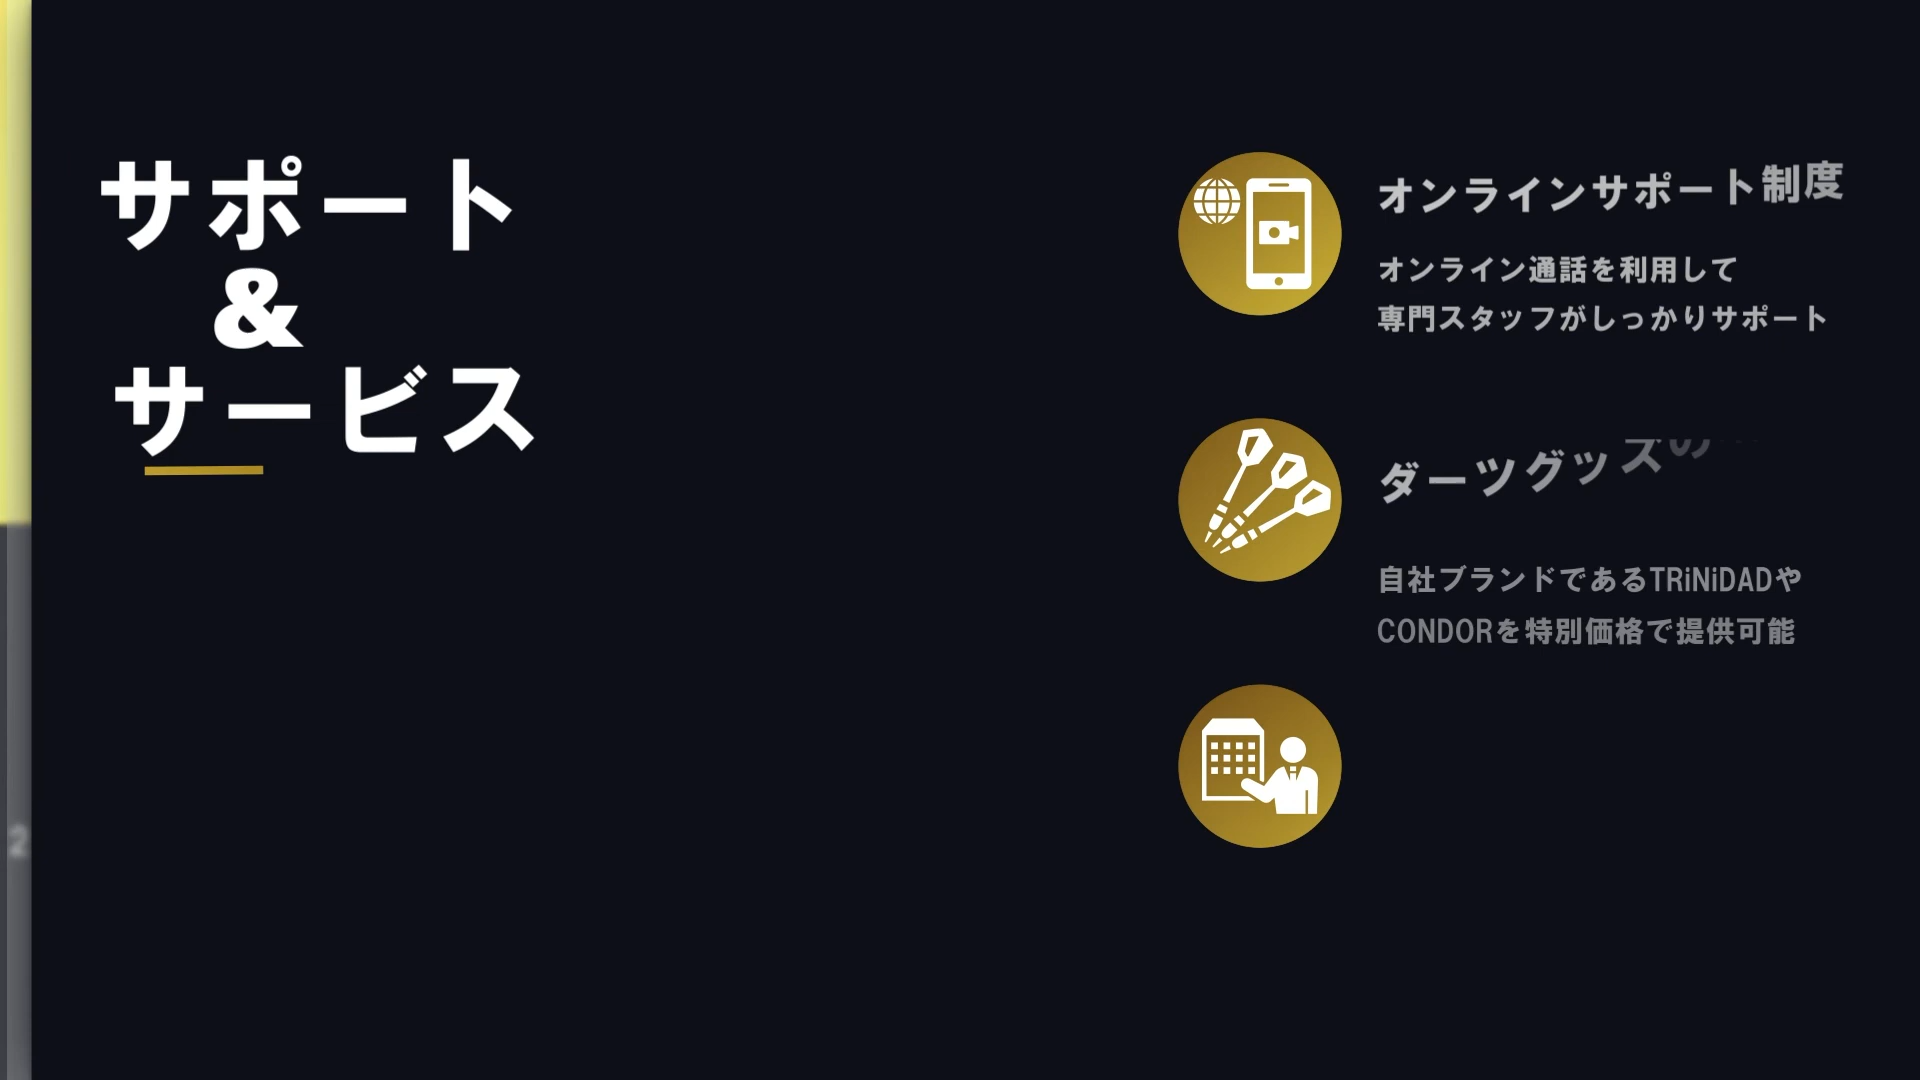 サポート
&
サービス
オンラインサポート制度
オンライン通話を利用して
専門スタッフがしっかりサポート
ダーツグッズの
自社ブランドであるTRiNiDADや
CONDORを特別価格で提供可能
2